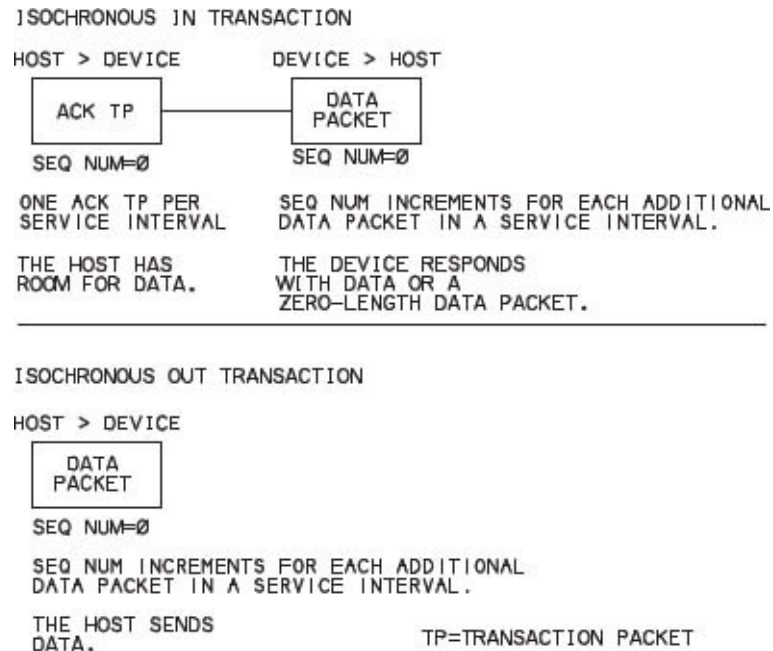 ISOCHRONOUS IN TRANSACTION
HOST > DEVICE
DEVICE > HOST
ACK TP
DATA
PACKET
SEQ NUM=Ø
SEQ NUM=Ø
ONE ACK TP PER
SERVICE INTERVAL
SEQ NUM INCREMENTS FOR EACH ADDITIONAL
DATA PACKET IN A SERVICE INTERVAL.
THE HOST HAS
ROOM FOR DATA.
THE DEVICE RESPONDS
WITH DATA OR A
ZERO-LENGTH DATA PACKET.
ISOCHRONOUS OUT TRANSACTION
HOST > DEVICE
DATA
PACKET
SEQ NUM=Ø
SEQ NUM INCREMENTS FOR EACH ADDITIONAL
DATA PACKET IN A SERVICE INTERVAL.
THE HOST SENDS
DATA.
TP=TRANSACTION PACKET